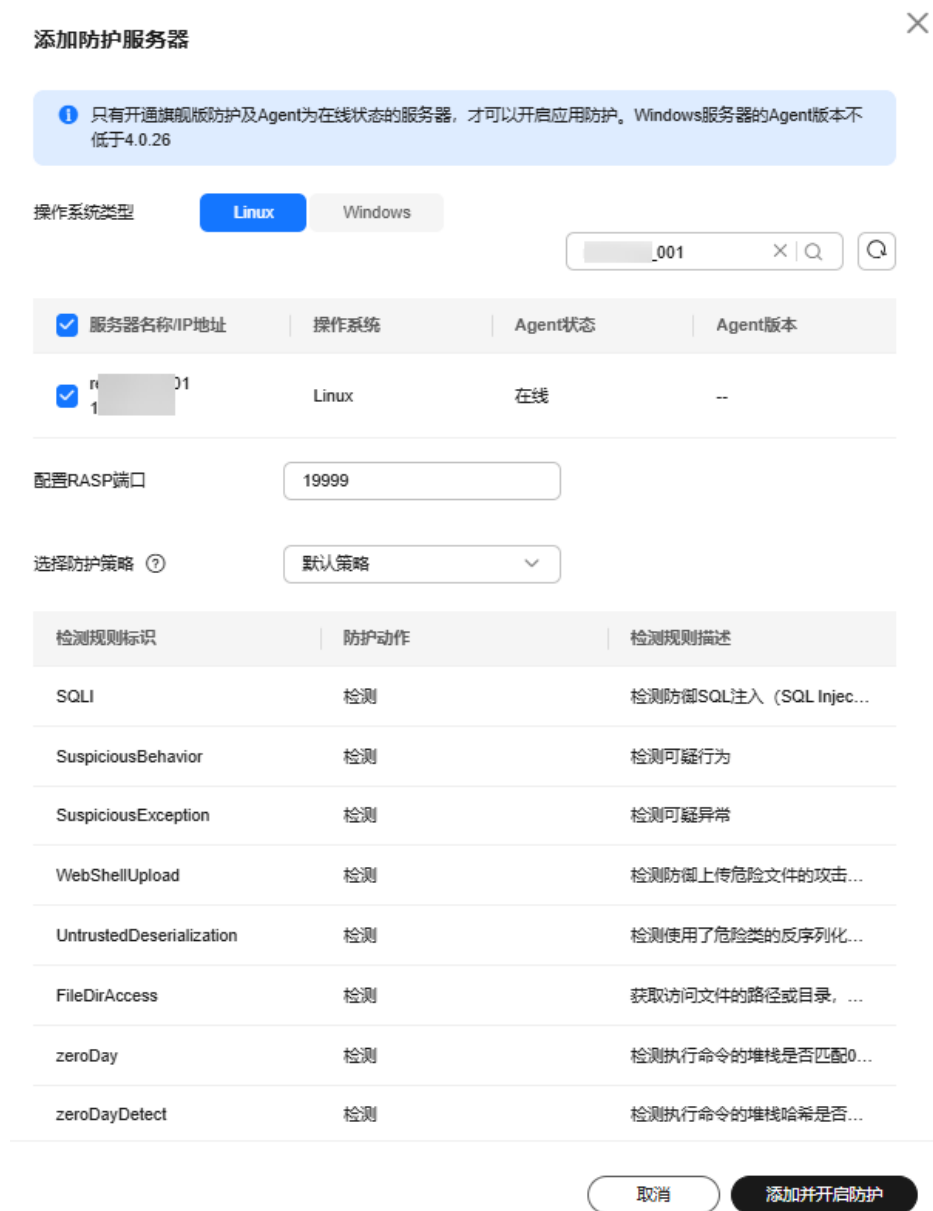 添加防护服务器
只有开通旗舰版防护及Agent为在线状态的服务器，才可以开启应用防护。Windows服务器的Agent版本不
低于4.0.26
操作系统类型 Linux Windows
_001
服务器名称/IP地址 操作系统 Agent状态 Agent版本
Linux 在线 --
配置RASP端口 19999
选择防护策略 ? 默认策略
检测规则标识 防护动作 检测规则描述
SQLI 检测 检测防御SQL注入（SQL Injec...
SuspiciousBehavior 检测 检测可疑行为
SuspiciousException 检测 检测可疑异常
WebShellUpload 检测 检测防御上传危险文件的攻击...
UntrustedDeserialization 检测 检测使用了危险类的反序列化...
FileDirAccess 检测 获取访问文件的路径或目录，...
zeroDay 检测 检测执行命令的堆栈是否匹配0...
zeroDayDetect 检测 检测执行命令的堆栈哈希是否...
取消 添加并开启防护